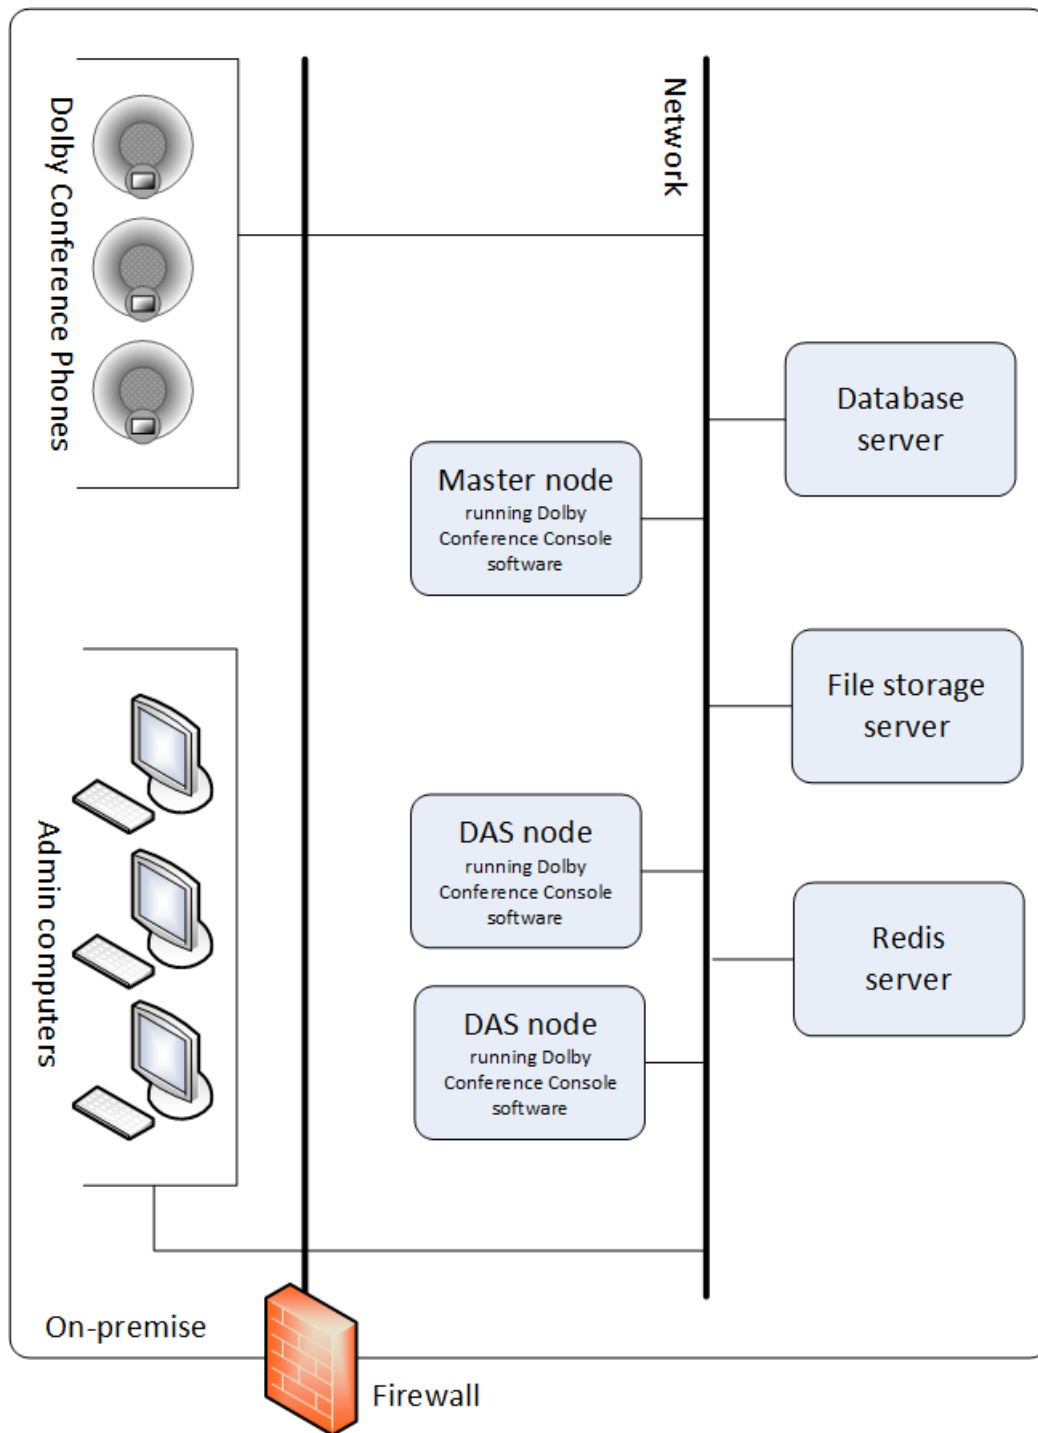 Dolby Conference Phones
Network
Database
server
Master node
running Dolby
Conference Console
software
File storage
server
Admin computers
DAS node
running Dolby
Conference Console
software
Redis
server
DAS node
running Dolby
Conference Console
software
On-premise
Firewall